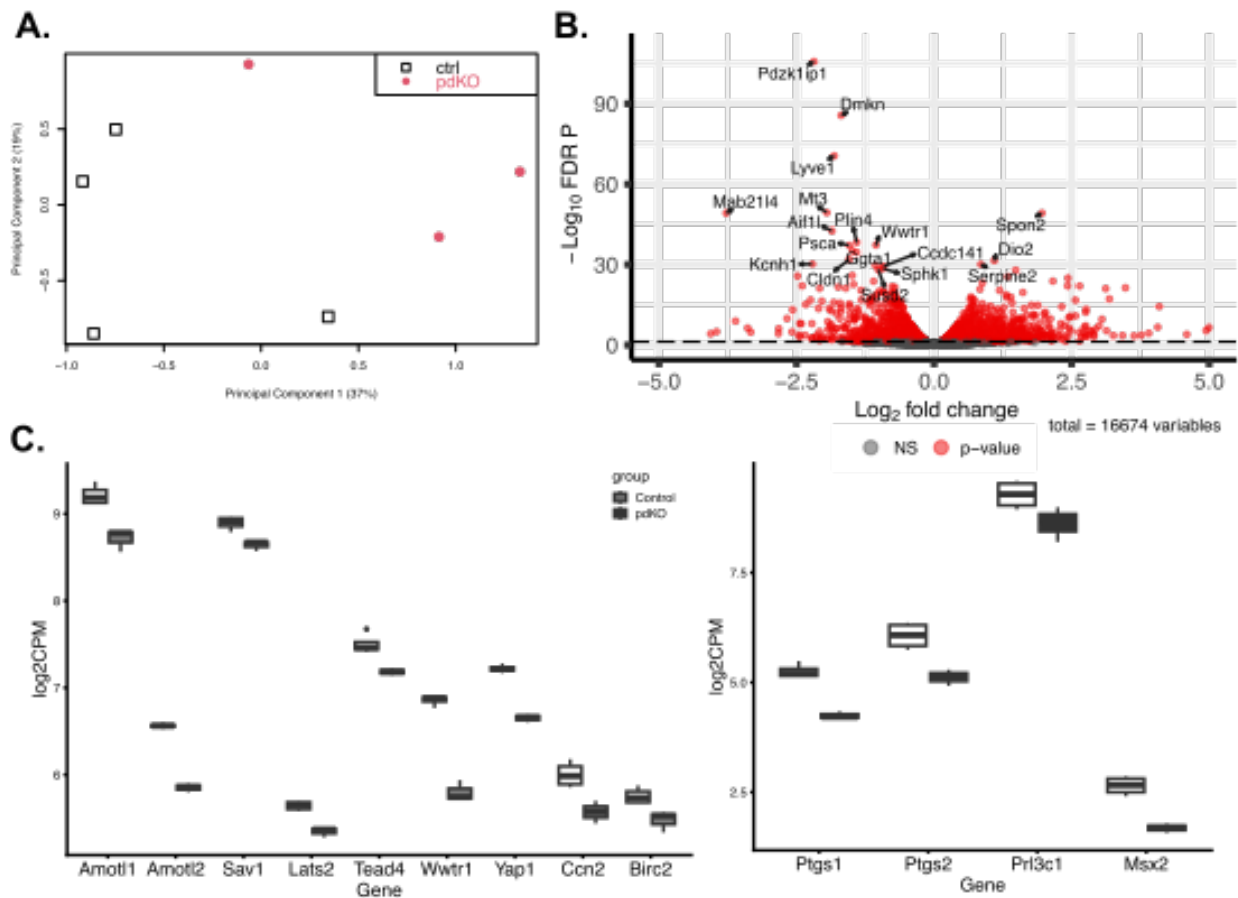 A.
ctrl
pdKO
Principal Component 2 (19%)
0.5
0.0
−0.5
−1.0
0.0
0.5
1.0
Principal Component 1 (37%)
B.
− Log10 FDR P
90
60
30
0
Pdzk1ip1
Dmkn
Lyve1
Mab21l4
Mt3
Aif1l
Plin4
Psca
Wwtr1
Spon2
Kcnh1
Ggta1
Ccdc141
Dio2
Cldn1
Sphk1
Serpine2
Susd2
−5.0
−2.5
0.0
2.5
5.0
Log2 fold change
total = 16674 variables
NS
p−value
C.
log2CPM
9
8
7
6
group
Control
pdKO
Amotl1
Amotl2
Sav1
Lats2
Tead4
Wwtr1
Yap1
Ccn2
Birc2
Gene
log2CPM
7.5
5.0
2.5
Ptgs1
Ptgs2
Prl3c1
Msx2
Gene